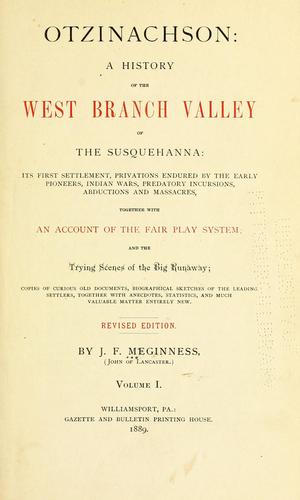 OTZINACHSON:
A HISTORY
OF THE
WEST BRANCH VALLEY
OF
THE SUSQUEHANNA:
ITS FIRST SETTLEMENT, PRIVATIONS ENDURED BY THE EARLY
PIONEERS, INDIAN WARS, PREDATORY INCURSIONS,
ABDUCTIONS AND MASSACRES,
TOGETHER WITH
AN ACCOUNT OF THE FAIR PLAY SYSTEM;
AND THE
Trying Scenes of the Big Runaway;
COPIES OF CURIOUS OLD DOCUMENTS, BIOGRAPHICAL SKETCHES OF THE LEADING
SETTLERS, TOGETHER WITH ANECDOTES, STATISTICS, AND MUCH
VALUABLE MATTER ENTIRELY NEW.
REVISED EDITION.
BY J. F. MEGINNESS,
(JOHN OF LANCASTER.)
VOLUME I.
WILLIAMSPORT, PA.:
GAZETTE AND BULLETIN PRINTING HOUSE.
1889.